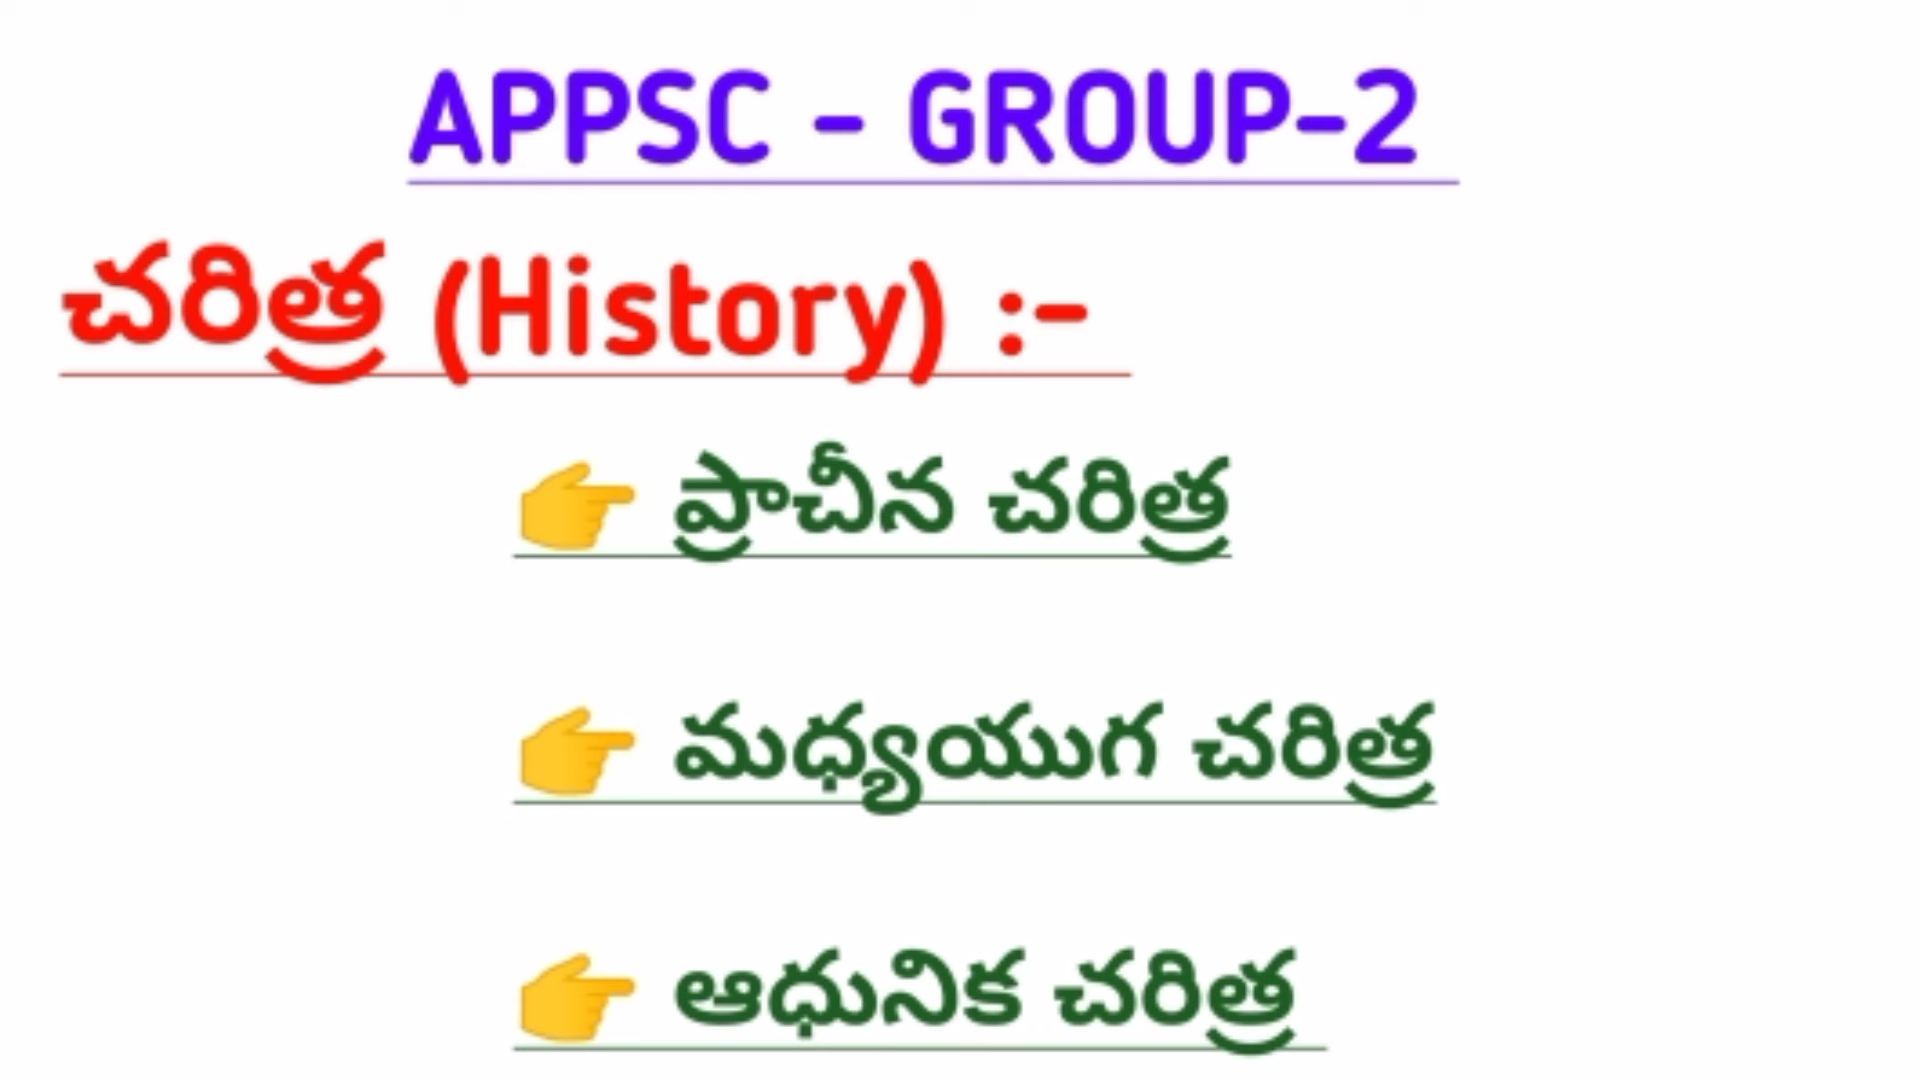 APPSC - GROUP-2
చరిత్ర (History) :-
👉 ప్రాచీన చరిత్ర
👉 మధ్యయుగ చరిత్ర
👉 ఆధునిక చరిత్ర